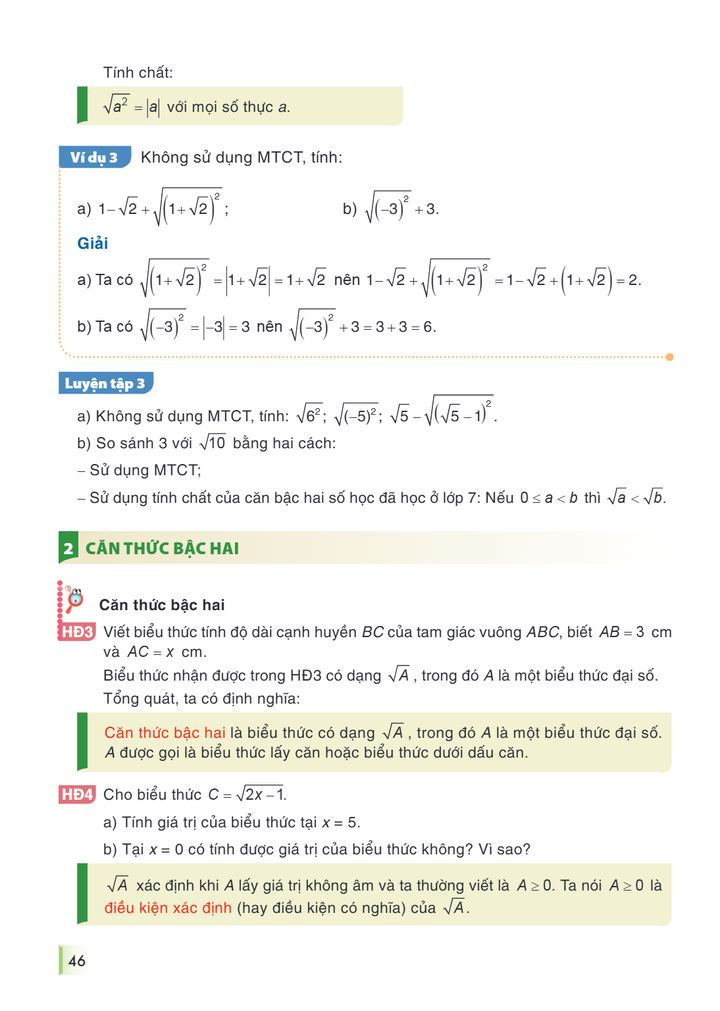 Tính chất:
√a² = |a| với mọi số thực a.
Ví dụ 3 Không sử dụng MTCT, tính:
a) 1 – √2 + √(1 + √2)² ; b) √(–3)² + 3.
Giải
a) Ta có √(1 + √2)² = |1 + √2| = 1 + √2 nên 1 – √2 + √(1 + √2)² = 1 – √2 + (1 + √2) = 2.
b) Ta có √(–3)² = |–3| = 3 nên √(–3)² + 3 = 3 + 3 = 6.
Luyện tập 3
a) Không sử dụng MTCT, tính: √6² ; √(–5)² ; √5 – √(√5 – 1)² .
b) So sánh 3 với √10 bằng hai cách:
– Sử dụng MTCT;
– Sử dụng tính chất của căn bậc hai số học đã học ở lớp 7: Nếu 0 ≤ a < b thì √a < √b.
2 CĂN THỨC BẬC HAI
Căn thức bậc hai
HĐ3 Viết biểu thức tính độ dài cạnh huyền BC của tam giác vuông ABC, biết AB = 3 cm
và AC = x cm.
Biểu thức nhận được trong HĐ3 có dạng √A , trong đó A là một biểu thức đại số.
Tổng quát, ta có định nghĩa:
Căn thức bậc hai là biểu thức có dạng √A , trong đó A là một biểu thức đại số.
A được gọi là biểu thức lấy căn hoặc biểu thức dưới dấu căn.
HĐ4 Cho biểu thức C = √(2x – 1).
a) Tính giá trị của biểu thức tại x = 5.
b) Tại x = 0 có tính được giá trị của biểu thức không? Vì sao?
√A xác định khi A lấy giá trị không âm và ta thường viết là A ≥ 0. Ta nói A ≥ 0 là
điều kiện xác định (hay điều kiện có nghĩa) của √A .
46